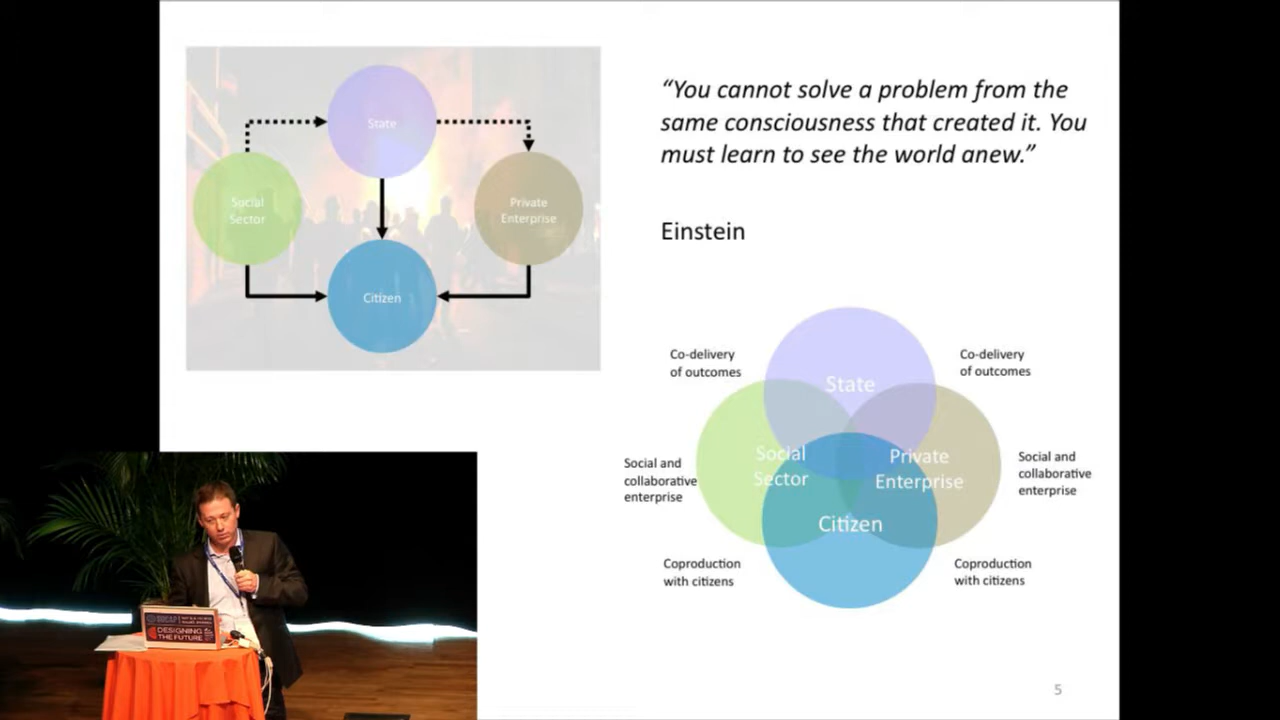 State
Social
Sector
Private
Enterprise
Citizen
“You cannot solve a problem from the
same consciousness that created it. You
must learn to see the world anew.”
Einstein
Co-delivery
of outcomes
Co-delivery
of outcomes
State
Social
Sector
Private
Enterprise
Social and
collaborative
enterprise
Social and
collaborative
enterprise
Citizen
Coproduction
with citizens
Coproduction
with citizens
DESIGNING
THE FUTURE
5